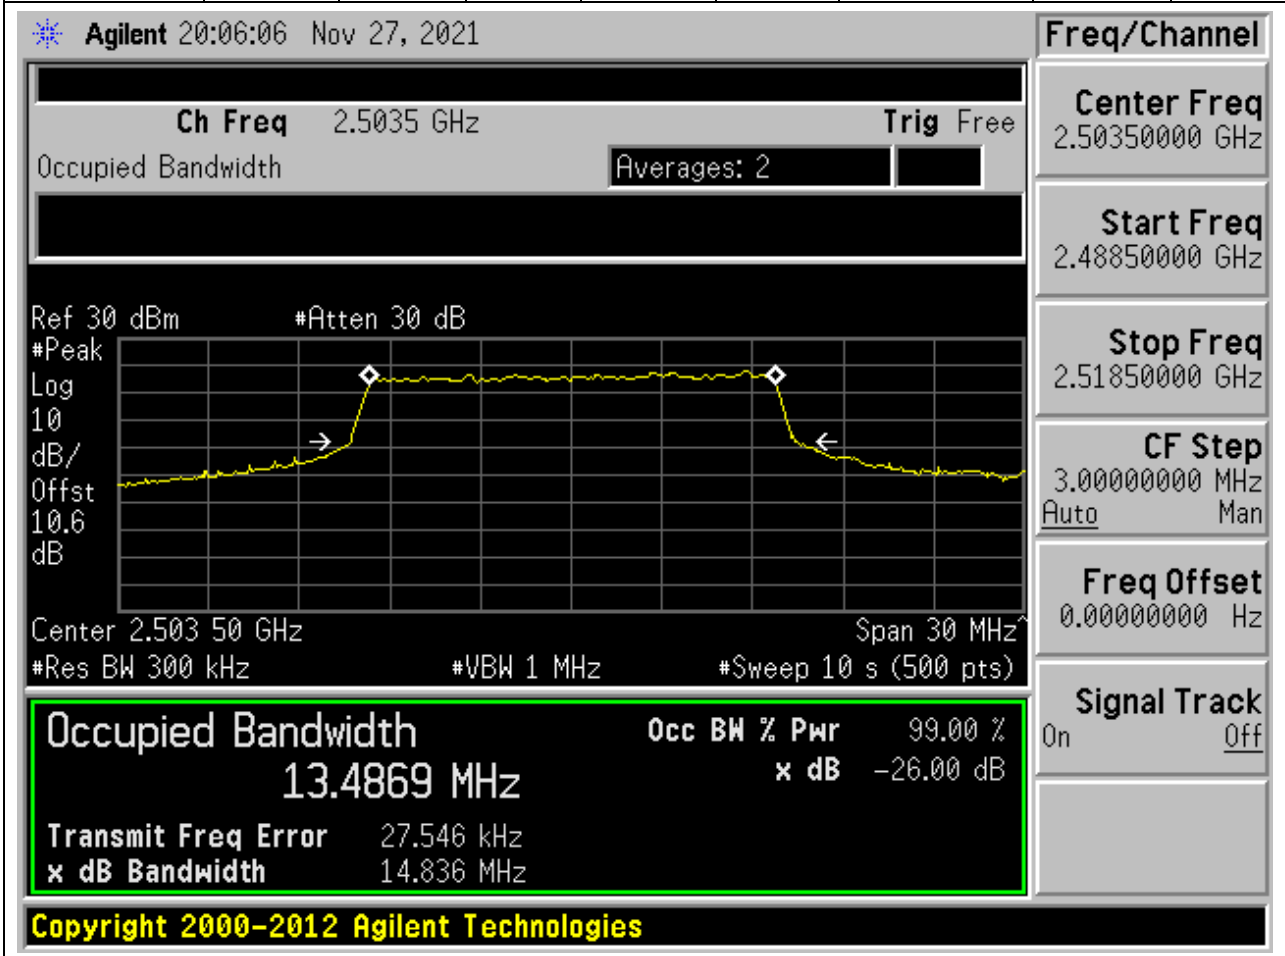 Agilent 20:06:06 Nov 27, 2021
Ch Freq 2.5035 GHz Trig Free
Occupied Bandwidth Averages: 2
Ref 30 dBm #Atten 30 dB
#Peak
Log
10
dB/
Offst
10.6
dB
Center 2.503 50 GHz Span 30 MHz^
#Res BW 300 kHz #VBW 1 MHz #Sweep 10 s (500 pts)
Occupied Bandwidth Occ BW % Pwr 99.00 %
13.4869 MHz x dB -26.00 dB
Transmit Freq Error 27.546 kHz
x dB Bandwidth 14.836 MHz
Copyright 2000-2012 Agilent Technologies
Freq/Channel
Center Freq
2.50350000 GHz
Start Freq
2.48850000 GHz
Stop Freq
2.51850000 GHz
CF Step
3.00000000 MHz
Auto Man
Freq Offset
0.00000000 Hz
Signal Track
On Off